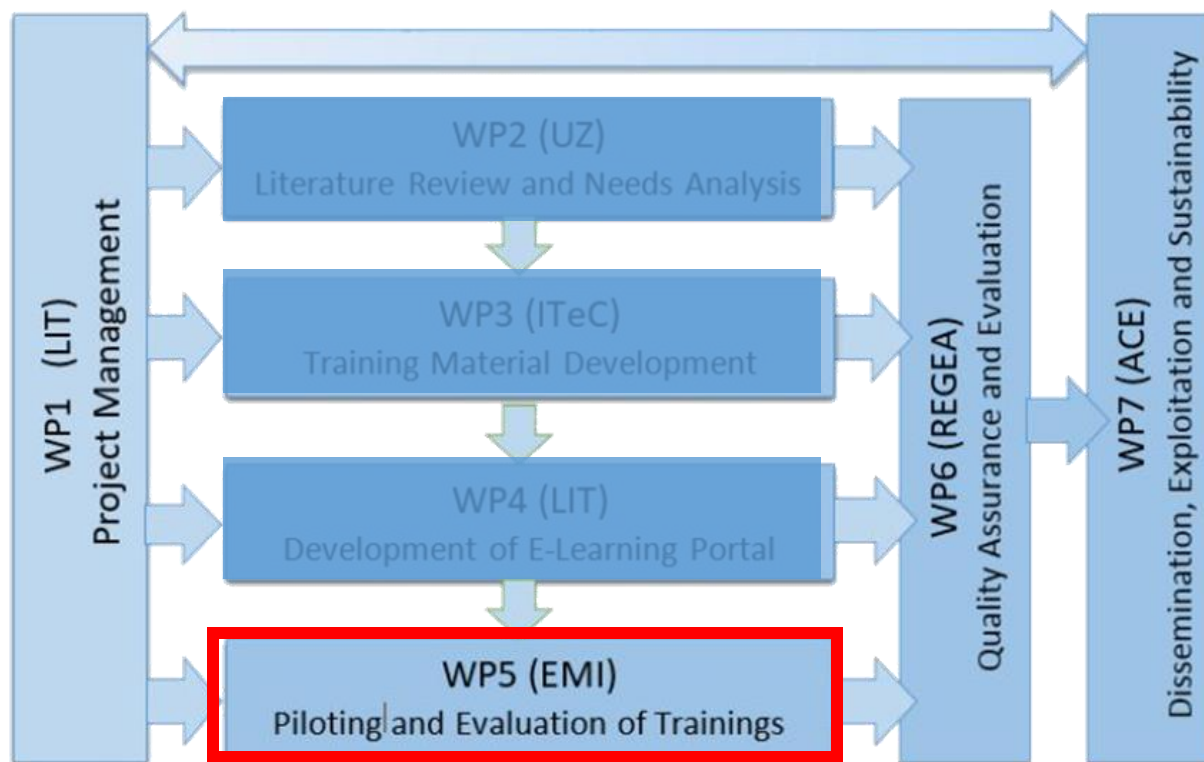 WP1 (LIT)
Project Management
WP2 (UZ)
Literature Review and Needs Analysis
WP3 (ITeC)
Training Material Development
WP4 (LIT)
Development of E-Learning Portal
WP5 (EMI)
Piloting and Evaluation of Trainings
WP6 (REGEA)
Quality Assurance and Evaluation
WP7 (ACE)
Dissemination, Exploitation and Sustainability